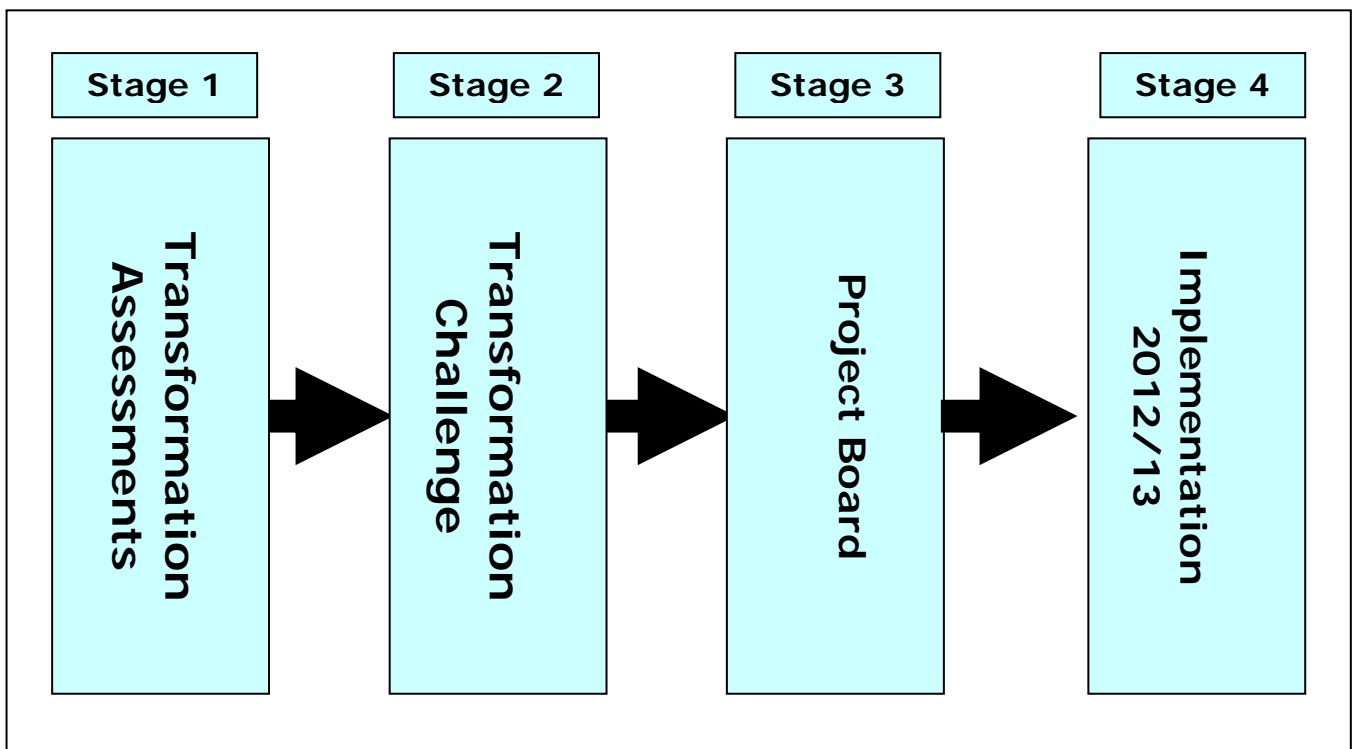 Stage 1
Stage 2
Stage 3
Stage 4
Transformation
Assessments
Transformation
Challenge
Project Board
Implementation
2012/13